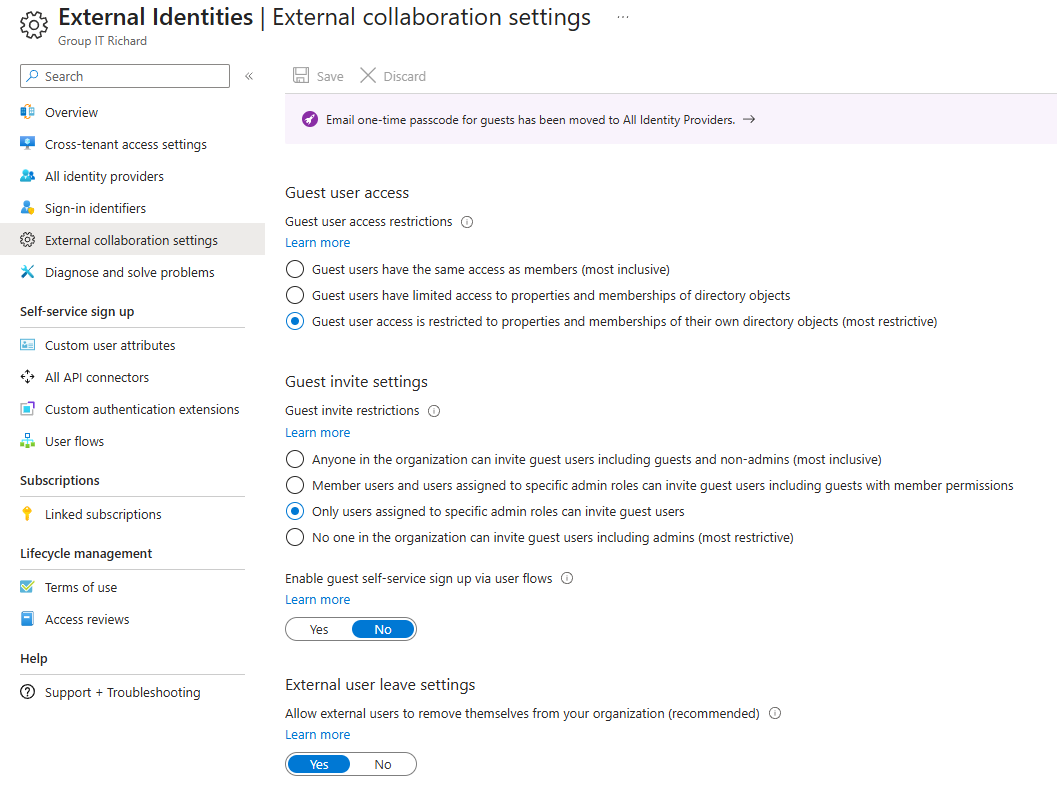 External Identities | External collaboration settings ...
Group IT Richard
Search «
Overview
Cross-tenant access settings
All identity providers
Sign-in identifiers
External collaboration settings
Diagnose and solve problems
Self-service sign up
Custom user attributes
All API connectors
Custom authentication extensions
User flows
Subscriptions
Linked subscriptions
Lifecycle management
Terms of use
Access reviews
Help
Support + Troubleshooting
Save Discard
Email one-time passcode for guests has been moved to All Identity Providers. →
Guest user access
Guest user access restrictions
Learn more
Guest users have the same access as members (most inclusive)
Guest users have limited access to properties and memberships of directory objects
Guest user access is restricted to properties and memberships of their own directory objects (most restrictive)
Guest invite settings
Guest invite restrictions
Learn more
Anyone in the organization can invite guest users including guests and non-admins (most inclusive)
Member users and users assigned to specific admin roles can invite guest users including guests with member permissions
Only users assigned to specific admin roles can invite guest users
No one in the organization can invite guest users including admins (most restrictive)
Enable guest self-service sign up via user flows
Learn more
Yes No
External user leave settings
Allow external users to remove themselves from your organization (recommended)
Learn more
Yes No